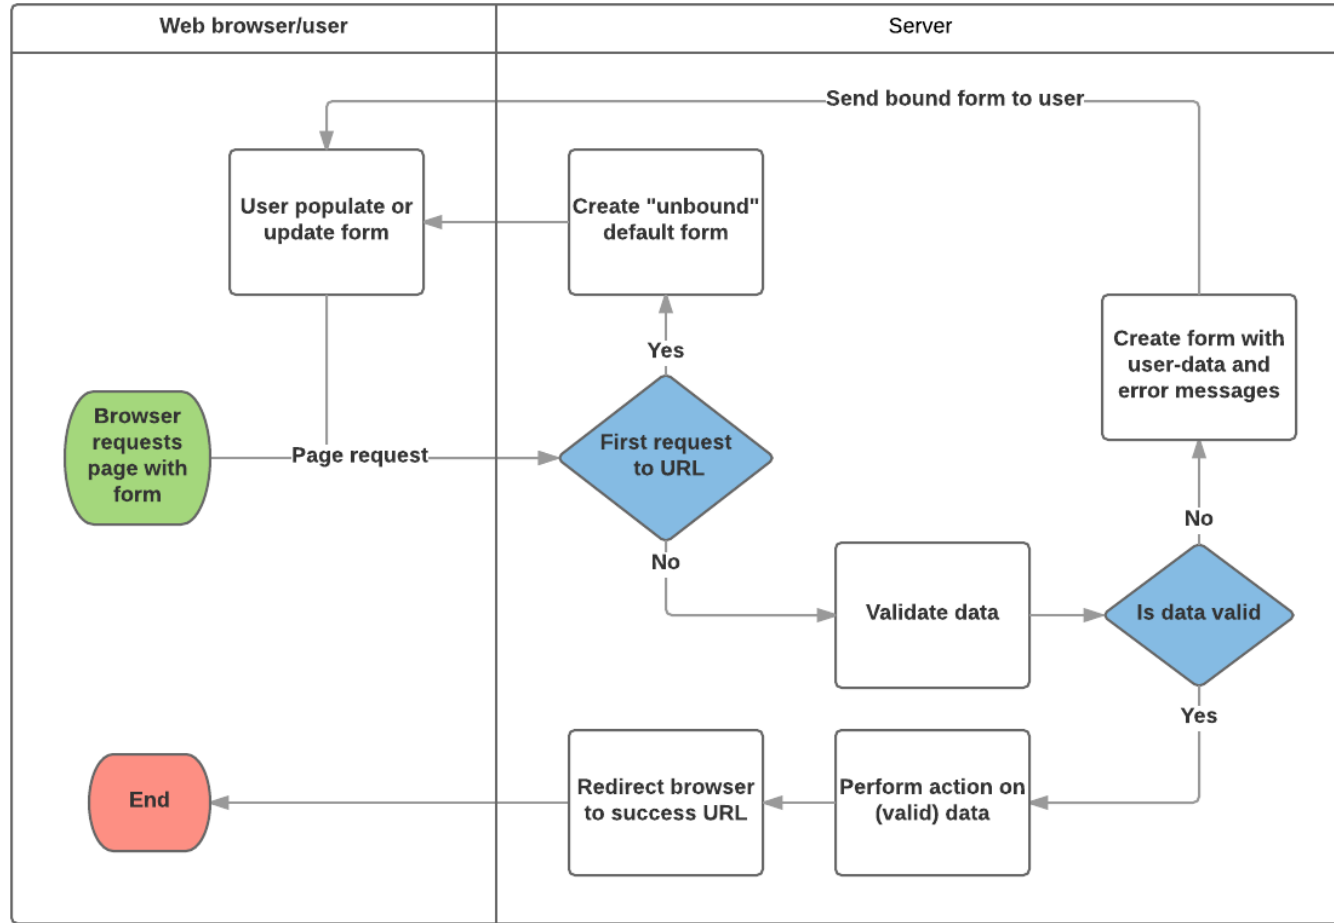 Web browser/user
Server
Send bound form to user
User populate or
update form
Create "unbound"
default form
Create form with
user-data and
error messages
Yes
Browser
requests
page with
form
Page request
First request
to URL
No
No
Validate data
Is data valid
Yes
End
Redirect browser
to success URL
Perform action on
(valid) data